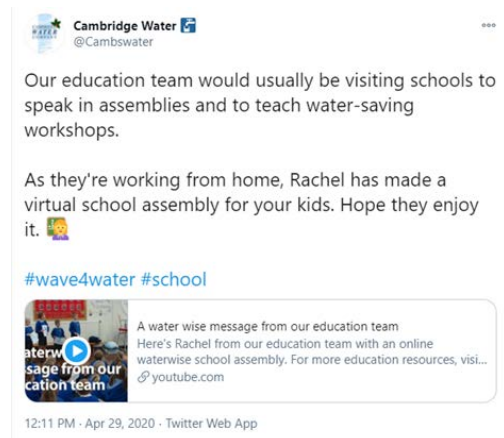 Cambridge Water
@Cambswater
Our education team would usually be visiting schools to
speak in assemblies and to teach water-saving
workshops.
As they're working from home, Rachel has made a
virtual school assembly for your kids. Hope they enjoy
it.
#wave4water #school
aterw
sage from our
cation team
A water wise message from our education team
Here's Rachel from our education team with an online
waterwise school assembly. For more education resources, visi...
youtube.com
12:11 PM · Apr 29, 2020 · Twitter Web App